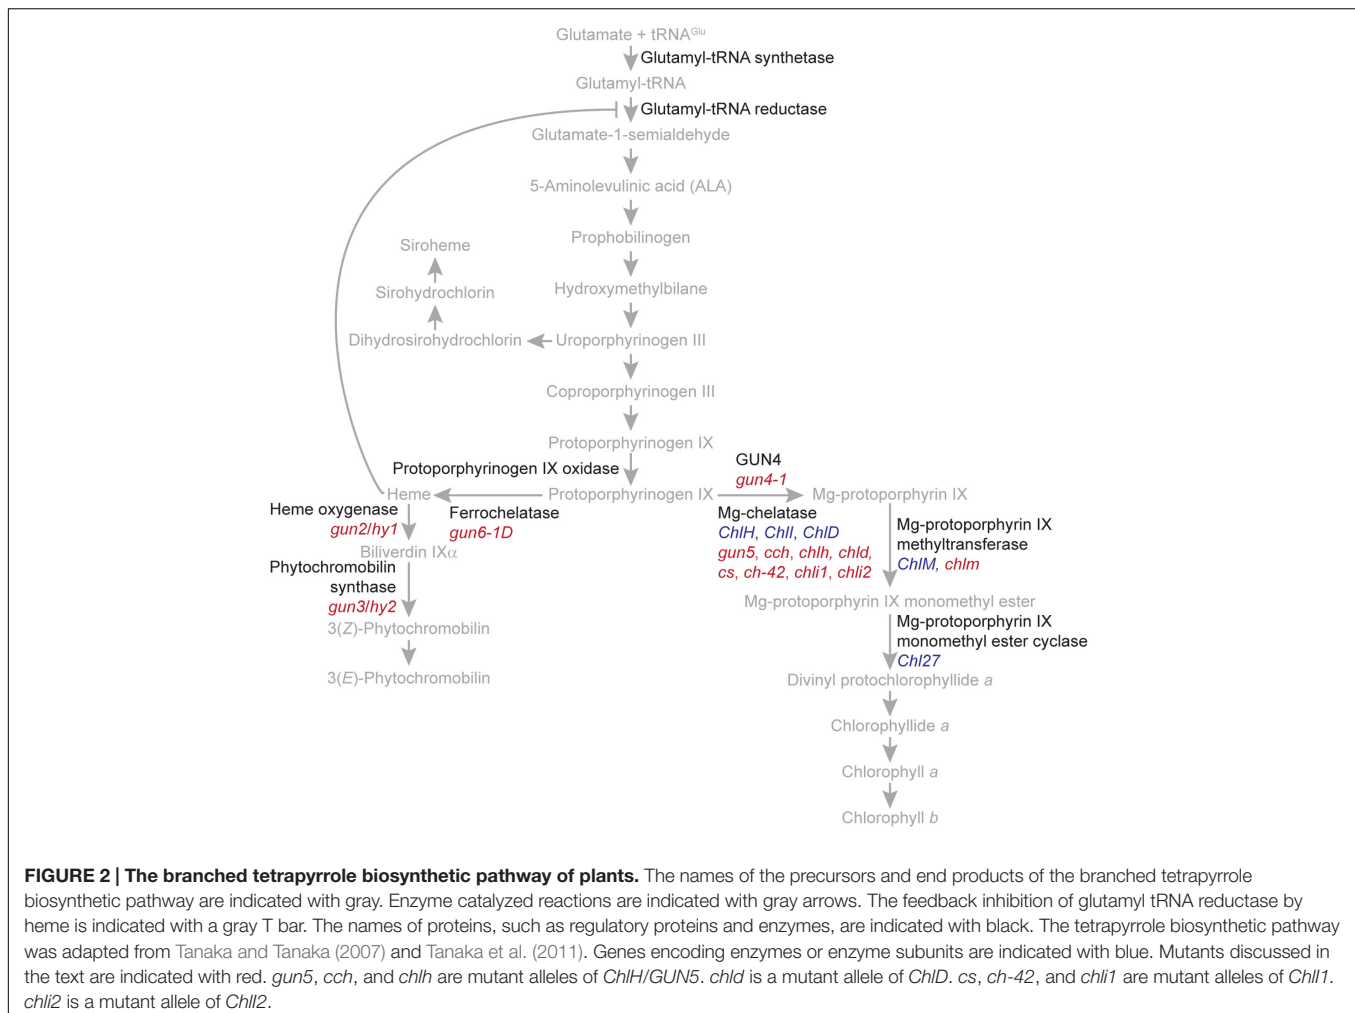 Glutamate + tRNAGlu
Glutamyl-tRNA synthetase
Glutamyl-tRNA
Glutamyl-tRNA reductase
Glutamate-1-semialdehyde
5-Aminolevulinic acid (ALA)
Prophobilinogen
Siroheme
Hydroxymethylbilane
Sirohydrochlorin
Dihydrosirohydrochlorin
Uroporphyrinogen III
Coproporphyrinogen III
Protoporphyrinogen IX
Protoporphyrinogen IX oxidase
GUN4
gun4-1
Heme
Protoporphyrinogen IX
Mg-protoporphyrin IX
Heme oxygenase
gun2/hy1
Ferrochelatase
gun6-1D
Mg-chelatase
ChlH, ChlI, ChlD
gun5, cch, chlh, chld,
cs, ch-42, chli1, chli2
Mg-protoporphyrin IX
methyltransferase
ChlM, chlm
Biliverdin IXα
Phytochromobilin
synthase
gun3/hy2
Mg-protoporphyrin IX monomethyl ester
3(Z)-Phytochromobilin
Mg-protoporphyrin IX
monomethyl ester cyclase
Chl27
3(E)-Phytochromobilin
Divinyl protochlorophyllide a
Chlorophyllide a
Chlorophyll a
Chlorophyll b
FIGURE 2 | The branched tetrapyrrole biosynthetic pathway of plants. The names of the precursors and end products of the branched tetrapyrrole
biosynthetic pathway are indicated with gray. Enzyme catalyzed reactions are indicated with gray arrows. The feedback inhibition of glutamyl tRNA reductase by
heme is indicated with a gray T bar. The names of proteins, such as regulatory proteins and enzymes, are indicated with black. The tetrapyrrole biosynthetic pathway
was adapted from Tanaka and Tanaka (2007) and Tanaka et al. (2011). Genes encoding enzymes or enzyme subunits are indicated with blue. Mutants discussed in
the text are indicated with red. gun5, cch, and chlh are mutant alleles of ChlH/GUN5. chld is a mutant allele of ChlD. cs, ch-42, and chli1 are mutant alleles of ChlI1.
chli2 is a mutant allele of ChlI2.